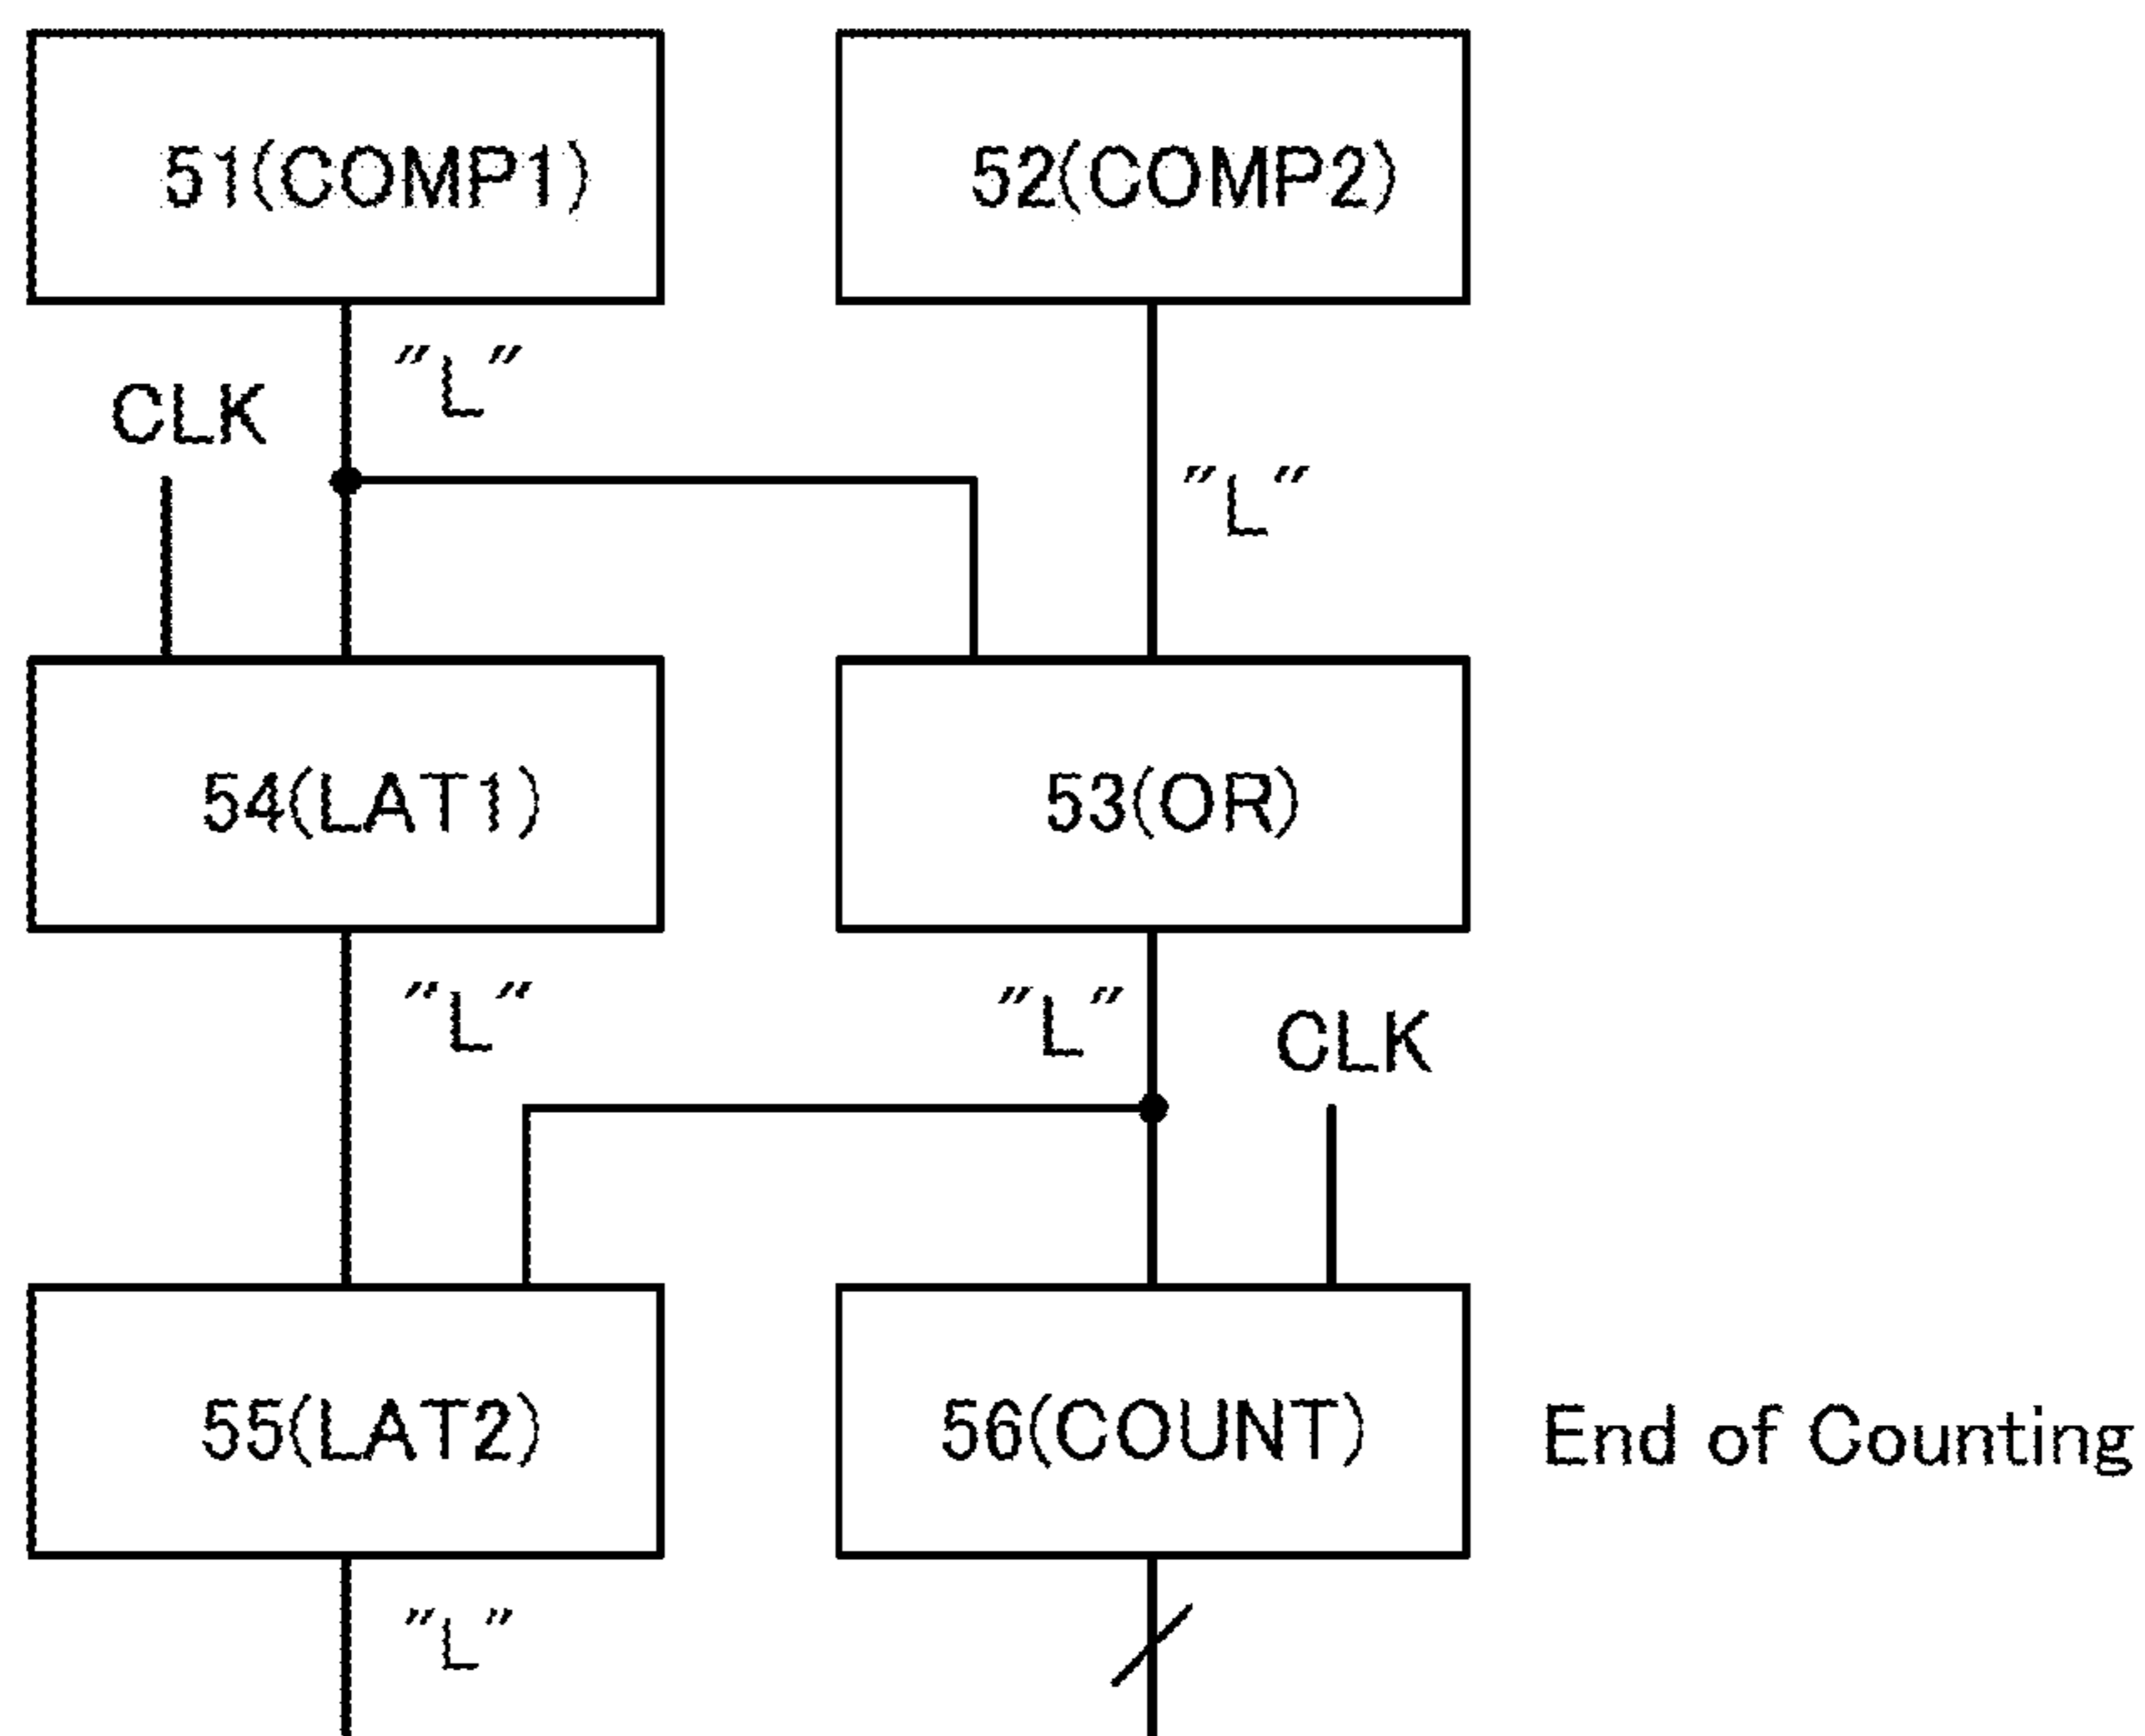 51(COMP1)
52(COMP2)
"L"
CLK
"L"
54(LAT1)
53(OR)
"L"
"L"
CLK
55(LAT2)
56(COUNT)
End of Counting
"L"